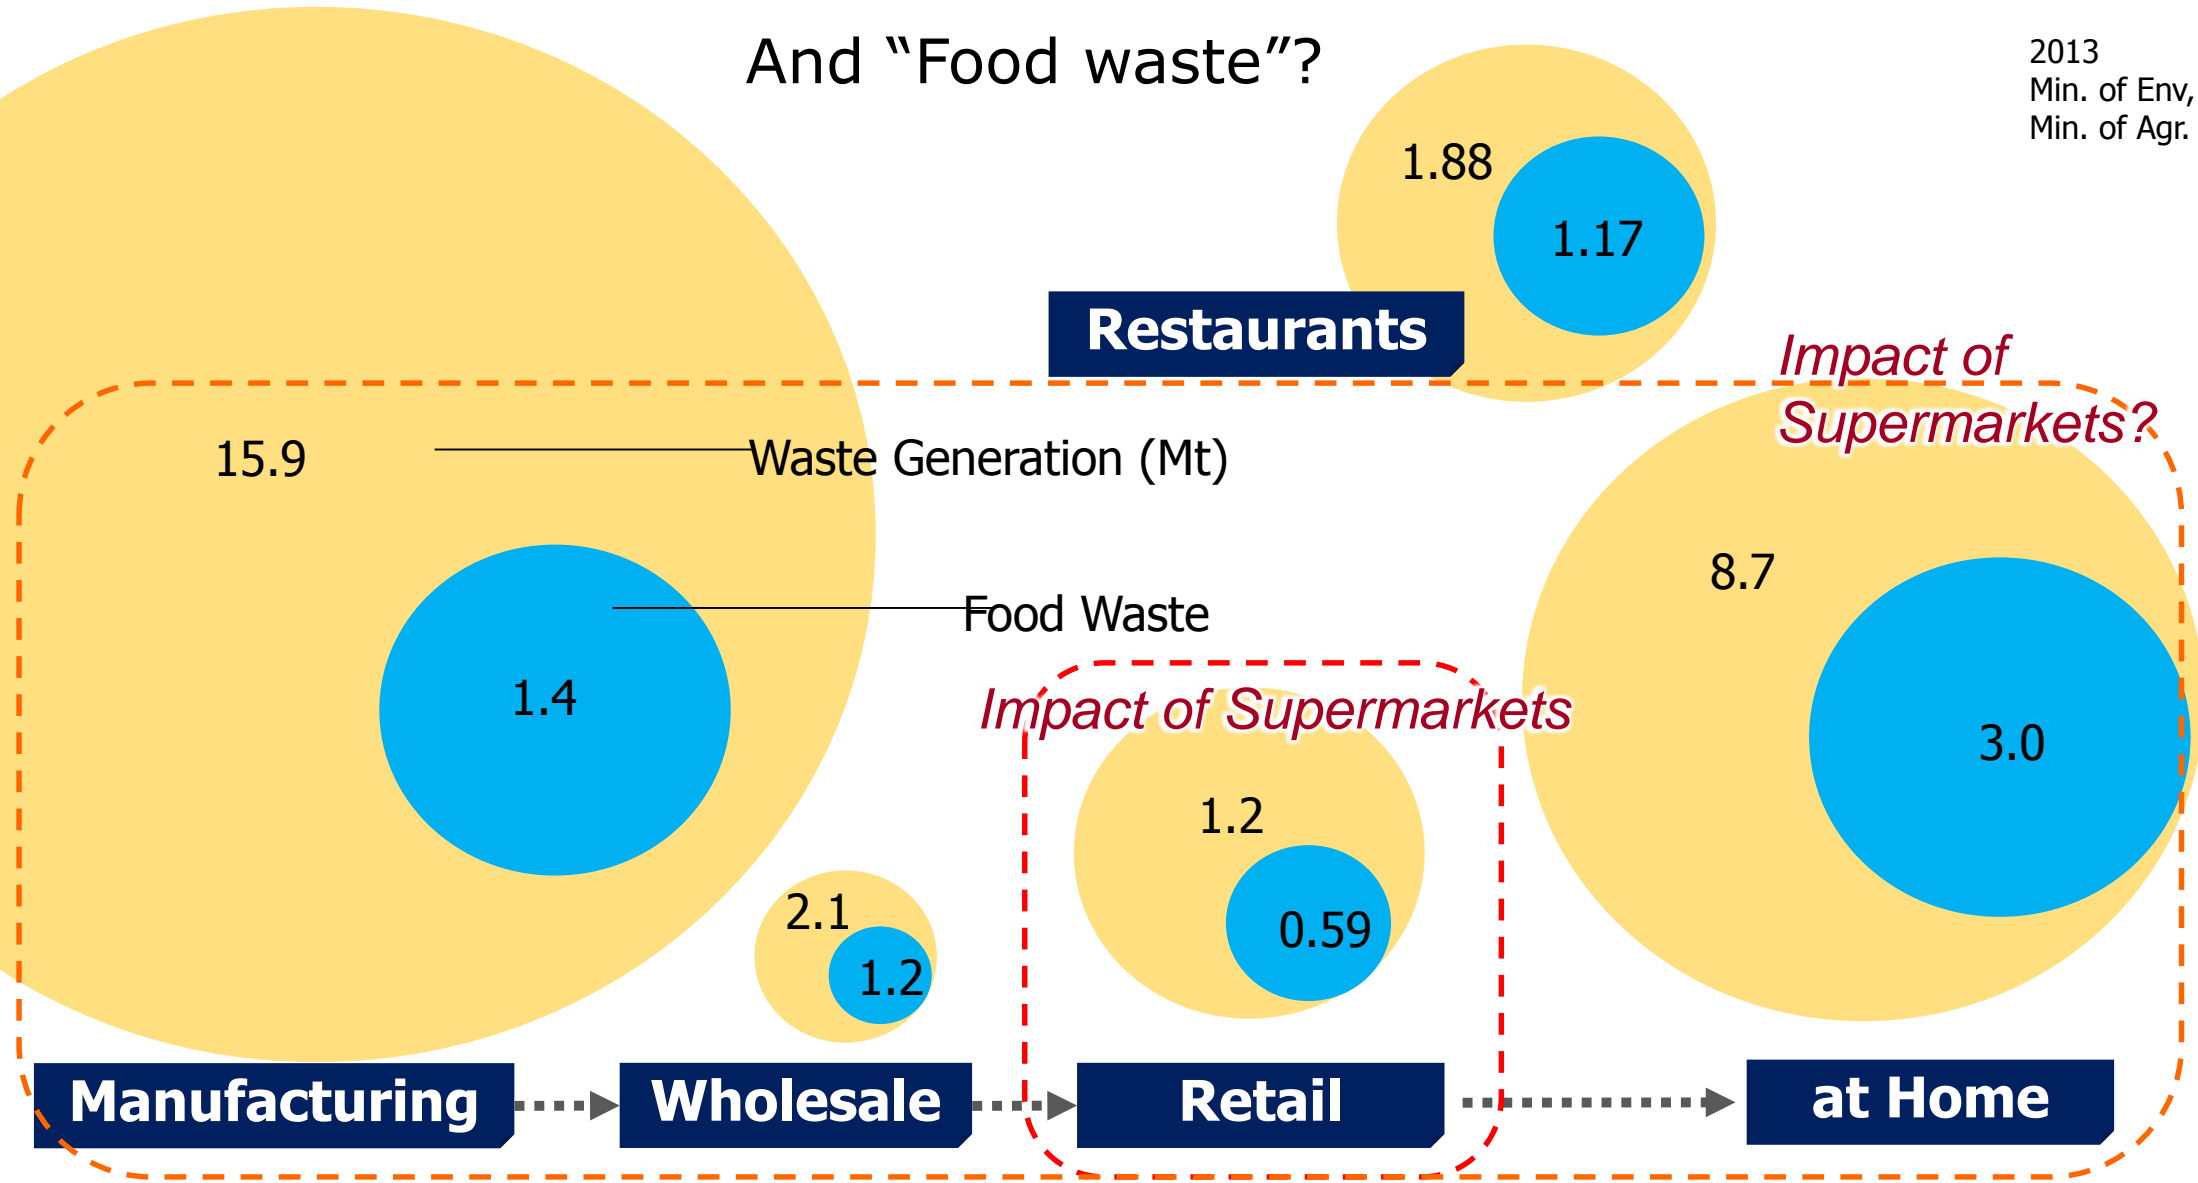 And “Food waste”?
2013
Min. of Env,
Min. of Agr.
1.88
1.17
Restaurants
Impact of
Supermarkets?
15.9
Waste Generation (Mt)
8.7
Food Waste
1.4
Impact of Supermarkets
3.0
1.2
2.1
0.59
1.2
Manufacturing
Wholesale
Retail
at Home